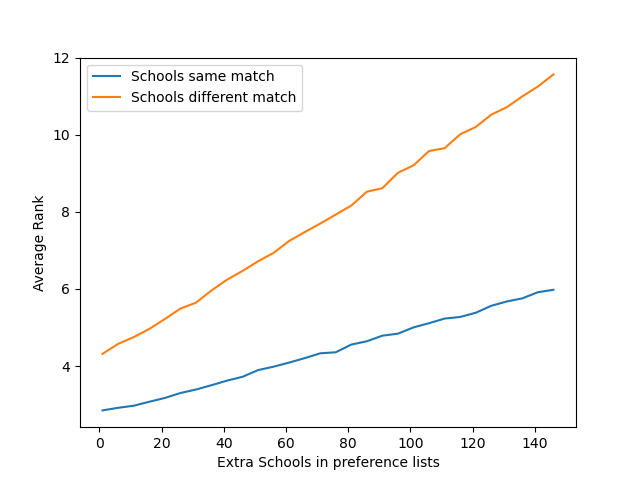 Schools same match
Schools different match
Average Rank
12
10
8
6
4
0 20 40 60 80 100 120 140
Extra Schools in preference lists